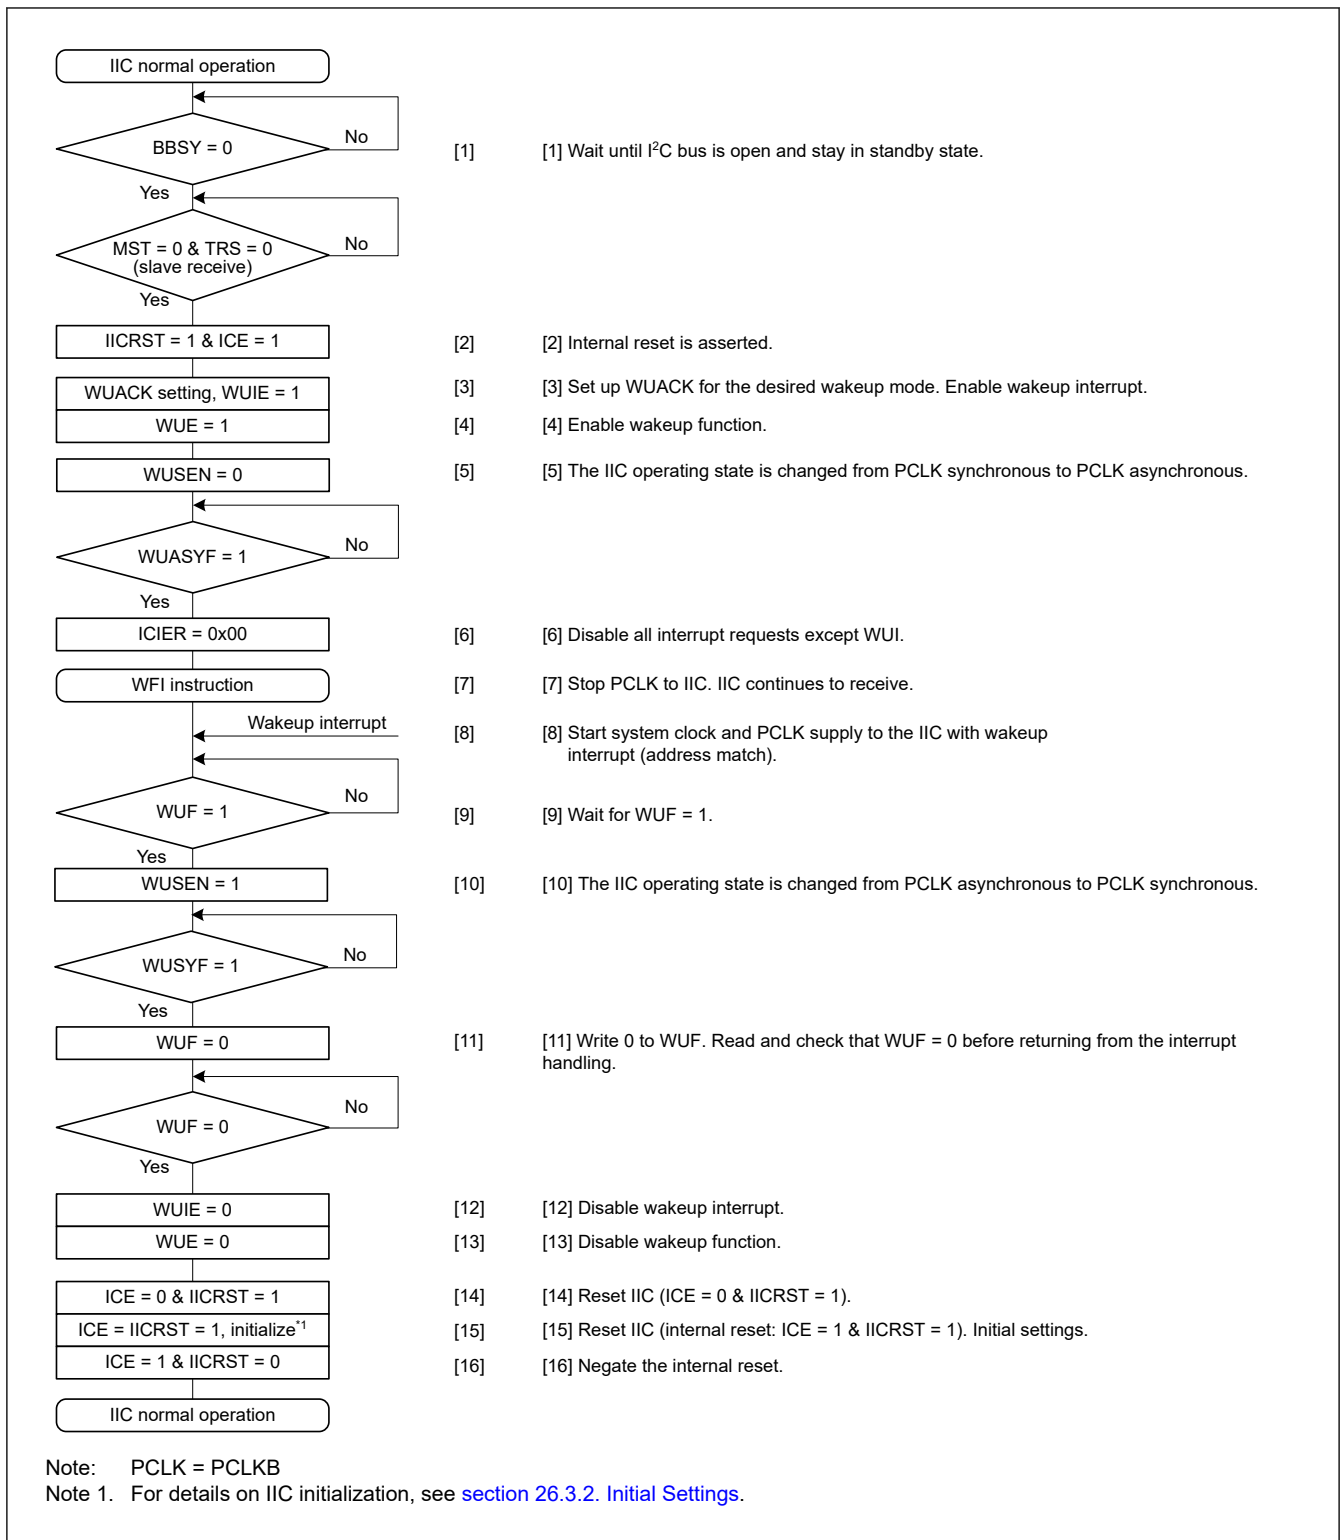 IIC normal operation
BBSY = 0
No
[1]
[1] Wait until I²C bus is open and stay in standby state.
Yes
MST = 0 & TRS = 0
(slave receive)
No
Yes
IICRST = 1 & ICE = 1
[2]
[2] Internal reset is asserted.
WUACK setting, WUIE = 1
[3]
[3] Set up WUACK for the desired wakeup mode. Enable wakeup interrupt.
WUE = 1
[4]
[4] Enable wakeup function.
WUSEN = 0
[5]
[5] The IIC operating state is changed from PCLK synchronous to PCLK asynchronous.
WUASYF = 1
No
Yes
ICIER = 0x00
[6]
[6] Disable all interrupt requests except WUI.
WFI instruction
[7]
[7] Stop PCLK to IIC. IIC continues to receive.
Wakeup interrupt
[8]
[8] Start system clock and PCLK supply to the IIC with wakeup
interrupt (address match).
WUF = 1
No
[9]
[9] Wait for WUF = 1.
Yes
WUSEN = 1
[10]
[10] The IIC operating state is changed from PCLK asynchronous to PCLK synchronous.
WUSYF = 1
No
Yes
WUF = 0
[11]
[11] Write 0 to WUF. Read and check that WUF = 0 before returning from the interrupt
handling.
WUF = 0
No
Yes
WUIE = 0
[12]
[12] Disable wakeup interrupt.
WUE = 0
[13]
[13] Disable wakeup function.
ICE = 0 & IICRST = 1
[14]
[14] Reset IIC (ICE = 0 & IICRST = 1).
ICE = IICRST = 1, initialize*1
[15]
[15] Reset IIC (internal reset: ICE = 1 & IICRST = 1). Initial settings.
ICE = 1 & IICRST = 0
[16]
[16] Negate the internal reset.
IIC normal operation
Note: PCLK = PCLKB
Note 1. For details on IIC initialization, see section 26.3.2. Initial Settings.